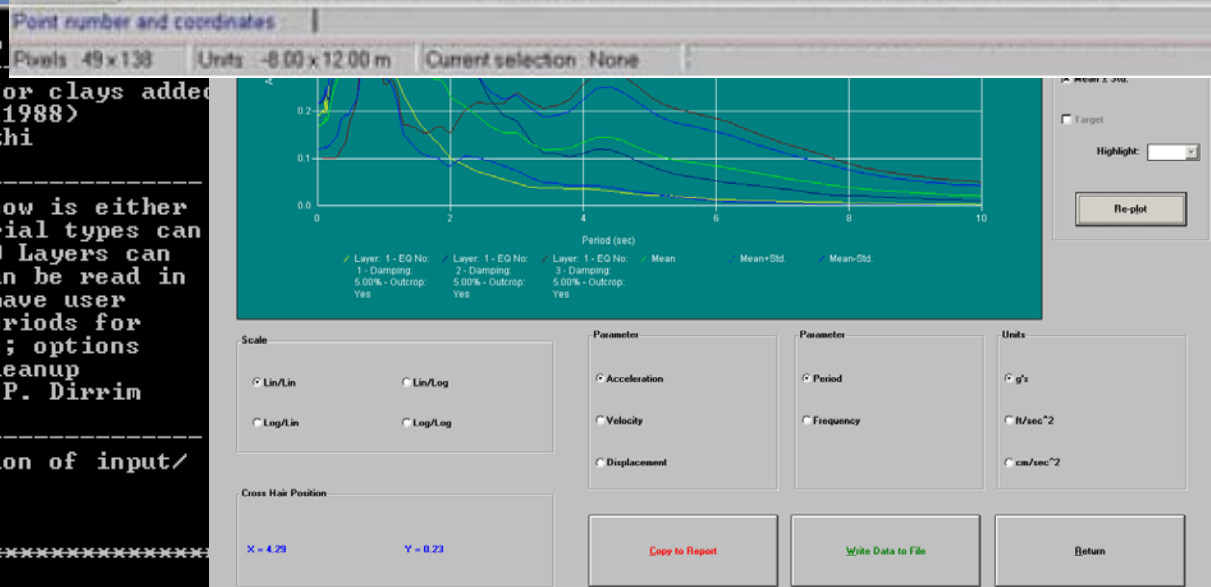 Point number and coordinates
Pixels 49 x 138 Units -8.00 x 12.00 m Current selection None
or clays added
1988>
hi
ow is either
rial types can
Layers can
n be read in
have user
riods for
; options
leanup
P. Dirrim
on of input/
*****************
0.2
0.1
0.0
0 2 4 6 8 10
Period (sec)
Layer: 1 - EQ No: 1 - Damping: 5.00% - Outcrop: Yes
Layer: 1 - EQ No: 2 - Damping: 5.00% - Outcrop: Yes
Layer: 1 - EQ No: 3 - Damping: 5.00% - Outcrop: Yes
Mean
Mean+Std.
Mean-Std.
Mean ± Std.
Target
Highlight:
Re-plot
Scale
Lin/Lin Lin/Log
Log/Lin Log/Log
Cross Hair Position
X = 4.29 Y = 0.23
Parameter
Acceleration
Velocity
Displacement
Parameter
Period
Frequency
Units
g's
ft/sec^2
cm/sec^2
Copy to Report
Write Data to File
Return